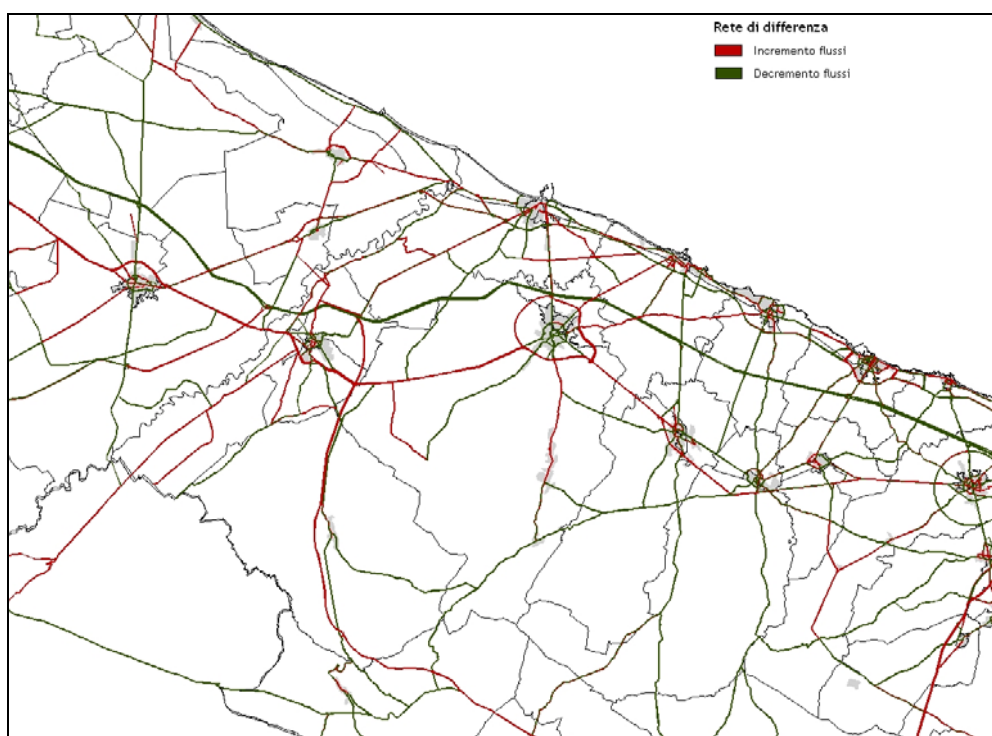 Rete di differenza
Incremento flussi
Decremento flussi